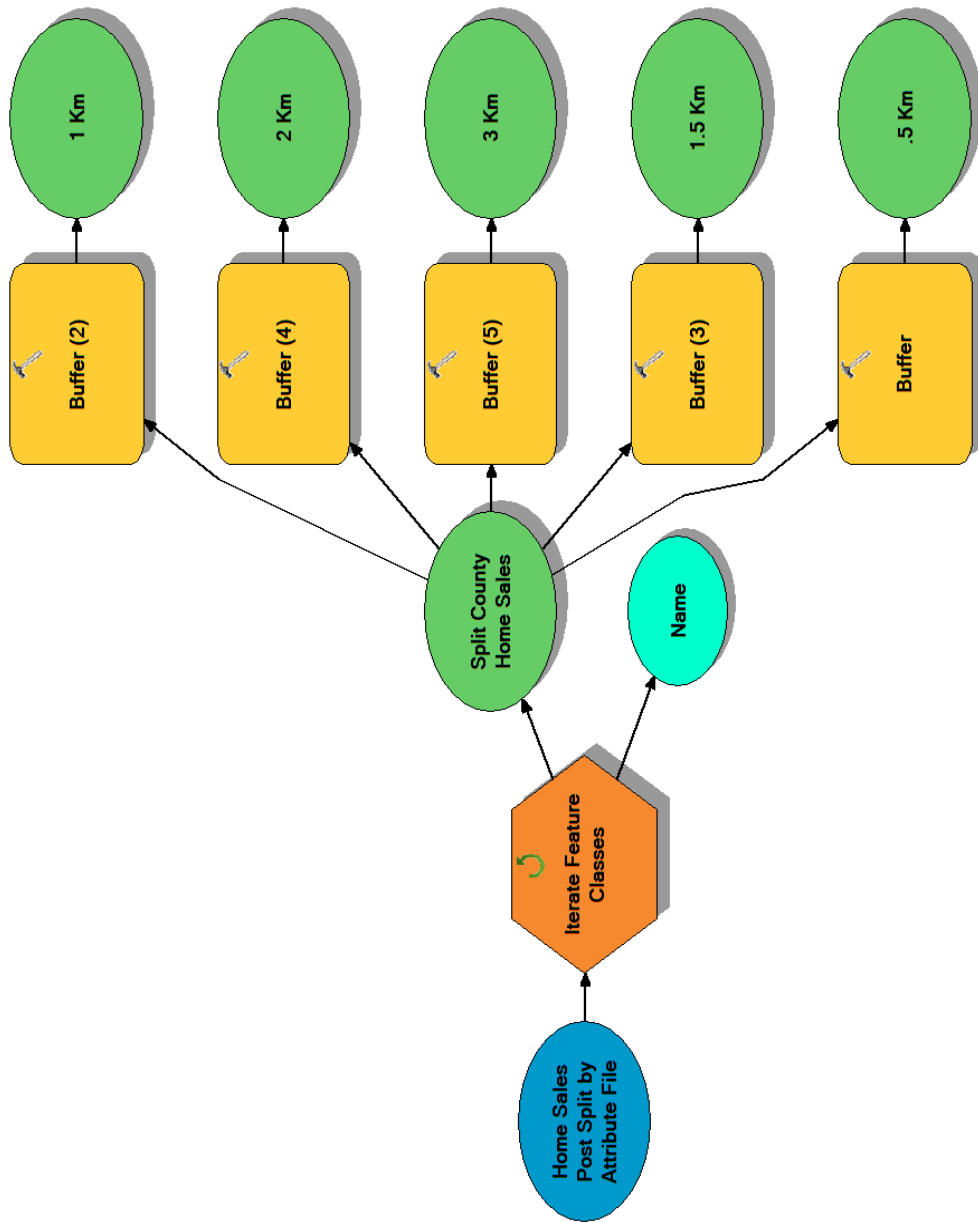 1 Km
2 Km
3 Km
1.5 Km
.5 Km
Buffer (2)
Buffer (4)
Buffer (5)
Buffer (3)
Buffer
Split County
Home Sales
Name
Iterate Feature
Classes
Home Sales
Post Split by
Attribute File